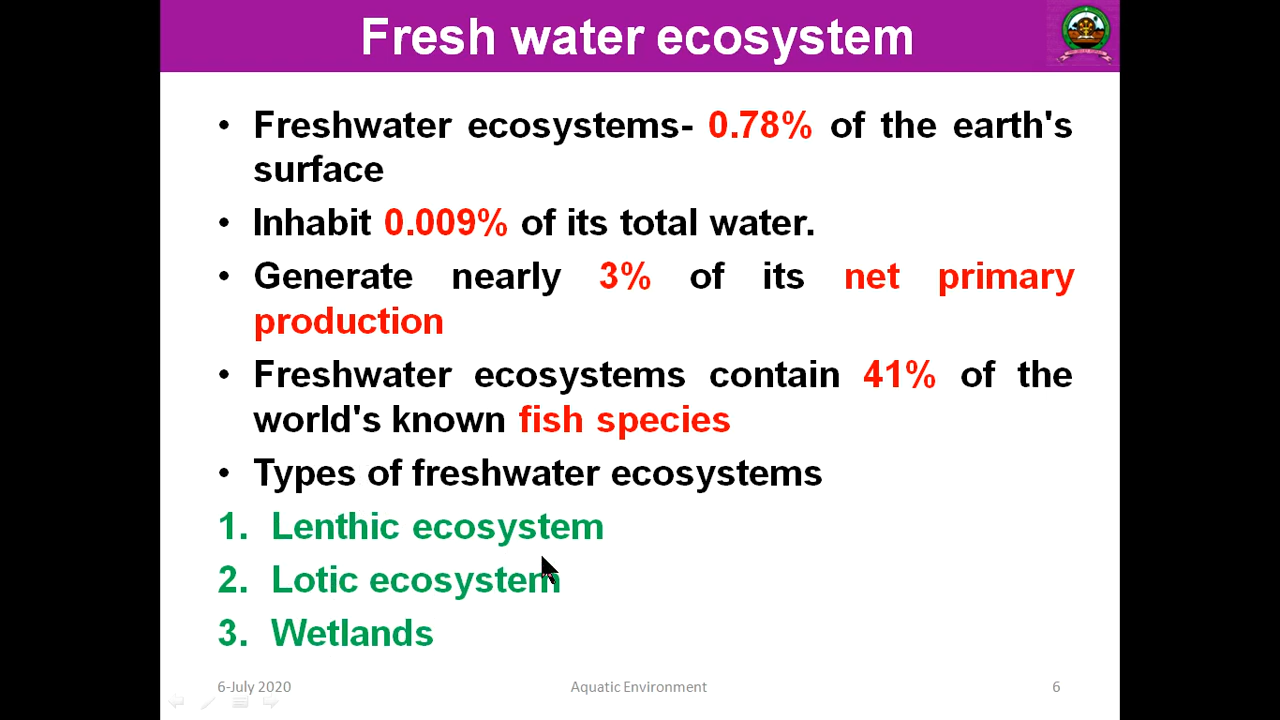 Fresh water ecosystem
• Freshwater ecosystems- 0.78% of the earth's
surface
• Inhabit 0.009% of its total water.
• Generate nearly 3% of its net primary
production
• Freshwater ecosystems contain 41% of the
world's known fish species
• Types of freshwater ecosystems
1. Lenthic ecosystem
2. Lotic ecosystem
3. Wetlands
6-July 2020 Aquatic Environment 6